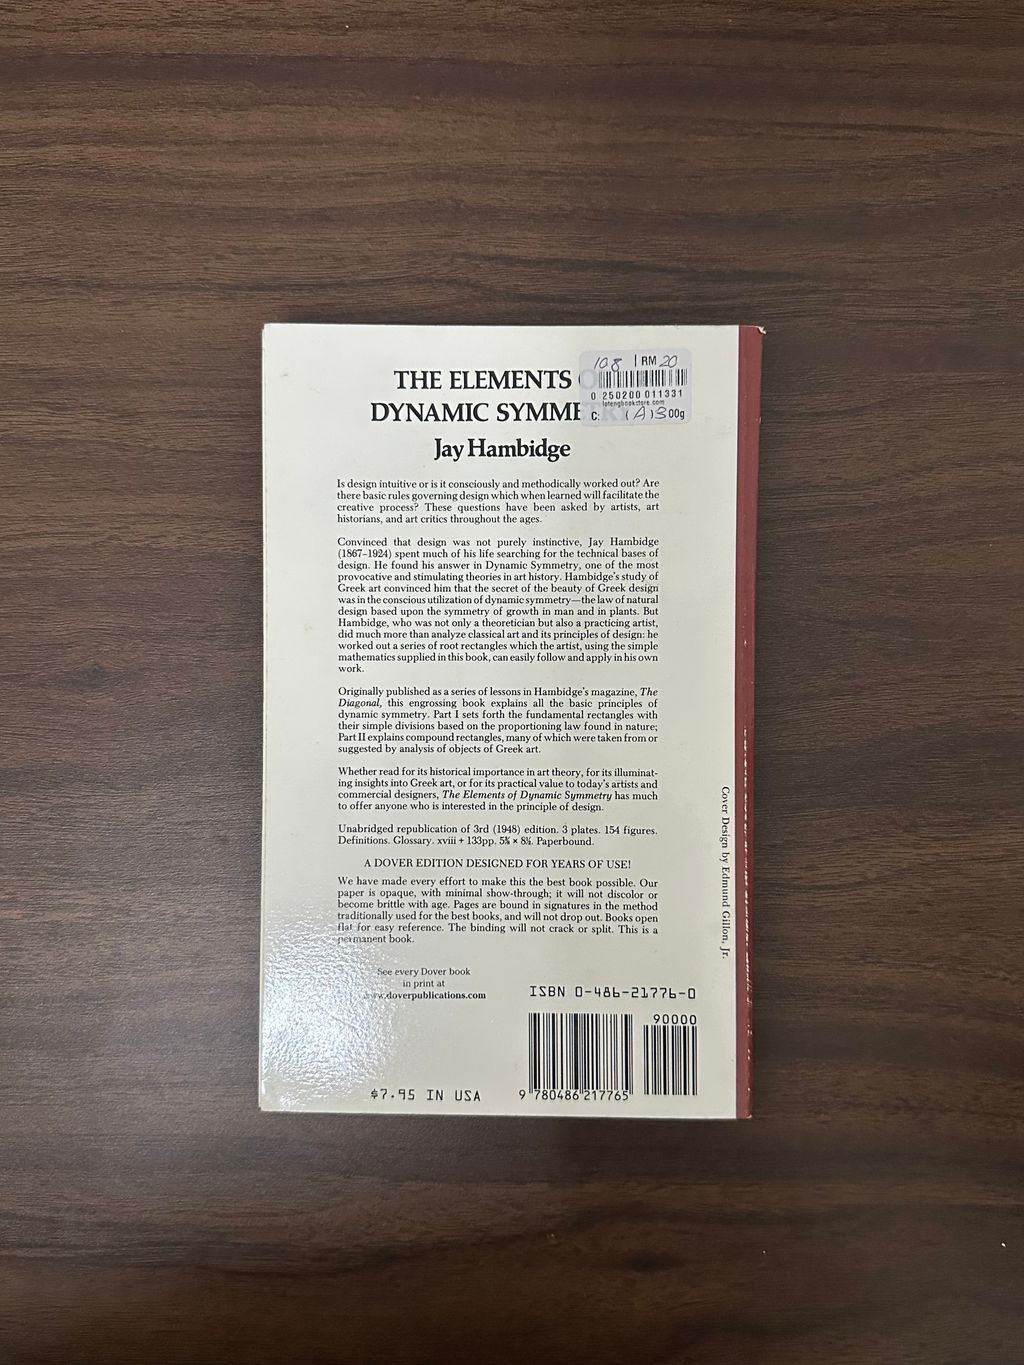 THE ELEMENTS
DYNAMIC SYMME
108 RM 20
0 250200 011331
C: (A) 300g
Jay Hambidge
Is design intuitive or is it consciously and methodically worked out? Are
there basic rules governing design which when learned will facilitate the
creative process? These questions have been asked by artists, art
historians, and art critics throughout the ages.
Convinced that design was not purely instinctive, Jay Hambidge
(1867–1924) spent much of his life searching for the technical bases of
design. He found his answer in Dynamic Symmetry, one of the most
provocative and stimulating theories in art history. Hambidge's study of
Greek art convinced him that the secret of the beauty of Greek design
was in the conscious utilization of dynamic symmetry—the law of natural
design based upon the symmetry of growth in man and in plants. But
Hambidge, who was not only a theoretician but also a practicing artist,
did much more than analyze classical art and its principles of design: he
worked out a series of root rectangles which the artist, using the simple
mathematics supplied in this book, can easily follow and apply in his own
work.
Originally published as a series of lessons in Hambidge's magazine, The
Diagonal, this engrossing book explains all the basic principles of
dynamic symmetry. Part I sets forth the fundamental rectangles with
their simple divisions based on the proportioning law found in nature;
Part II explains compound rectangles, many of which were taken from or
suggested by analysis of objects of Greek art.
Whether read for its historical importance in art theory, for its illuminat-
ing insights into Greek art, or for its practical value to today's artists and
commercial designers, The Elements of Dynamic Symmetry has much
to offer anyone who is interested in the principle of design.
Unabridged republication of 3rd (1948) edition. 3 plates. 154 figures.
Definitions. Glossary. xviii + 133pp. 5⅜ × 8½. Paperbound.
A DOVER EDITION DESIGNED FOR YEARS OF USE!
We have made every effort to make this the best book possible. Our
paper is opaque, with minimal show-through; it will not discolor or
become brittle with age. Pages are bound in signatures in the method
traditionally used for the best books, and will not drop out. Books open
flat for easy reference. The binding will not crack or split. This is a
permanent book.
See every Dover book
in print at
www.doverpublications.com
ISBN 0-486-21776-0
90000
9 780486 217765
$7.95 IN USA
Cover Design by Edmund Gillon, Jr.